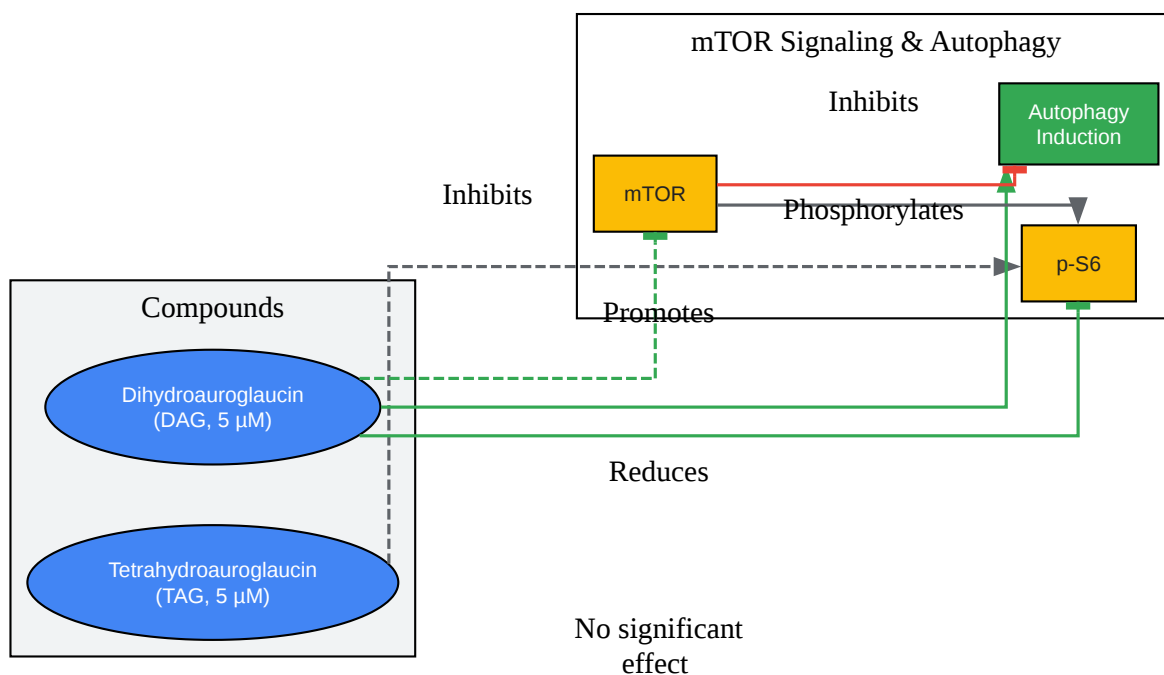 mTOR Signaling & Autophagy
Inhibits
Autophagy
Induction
Inhibits
mTOR
Phosphorylates
p-S6
Compounds
Promotes
Dihydroauroglaucin
(DAG, 5 µM)
Reduces
Tetrahydroauroglaucin
(TAG, 5 µM)
No significant
effect